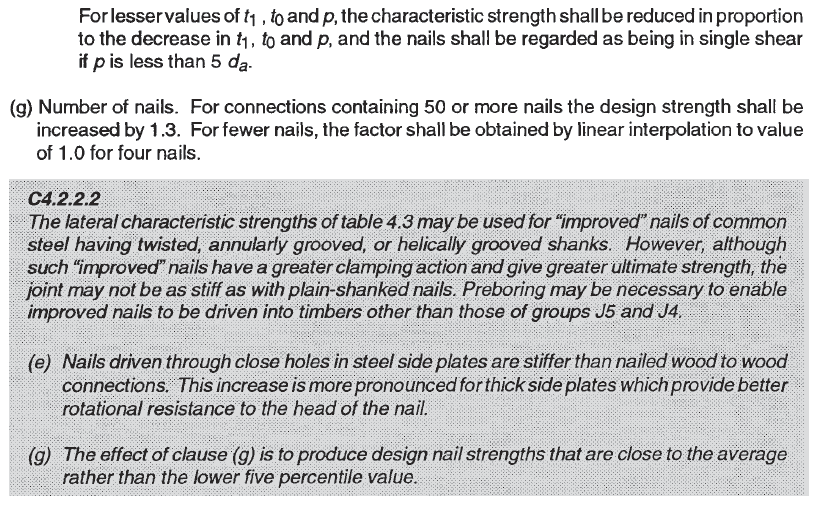 For lesser values of t1 , t0 and p, the characteristic strength shall be reduced in proportion
to the decrease in t1, t0 and p, and the nails shall be regarded as being in single shear
if p is less than 5 da.
(g) Number of nails. For connections containing 50 or more nails the design strength shall be
increased by 1.3. For fewer nails, the factor shall be obtained by linear interpolation to value
of 1.0 for four nails.
C4.2.2.2
The lateral characteristic strengths of table 4.3 may be used for "improved" nails of common
steel having twisted, annularly grooved, or helically grooved shanks. However, although
such "improved" nails have a greater clamping action and give greater ultimate strength, the
joint may not be as stiff as with plain-shanked nails. Preboring may be necessary to enable
improved nails to be driven into timbers other than those of groups J5 and J4.
(e) Nails driven through close holes in steel side plates are stiffer than nailed wood to wood
connections. This increase is more pronounced for thick side plates which provide better
rotational resistance to the head of the nail.
(g) The effect of clause (g) is to produce design nail strengths that are close to the average
rather than the lower five percentile value.